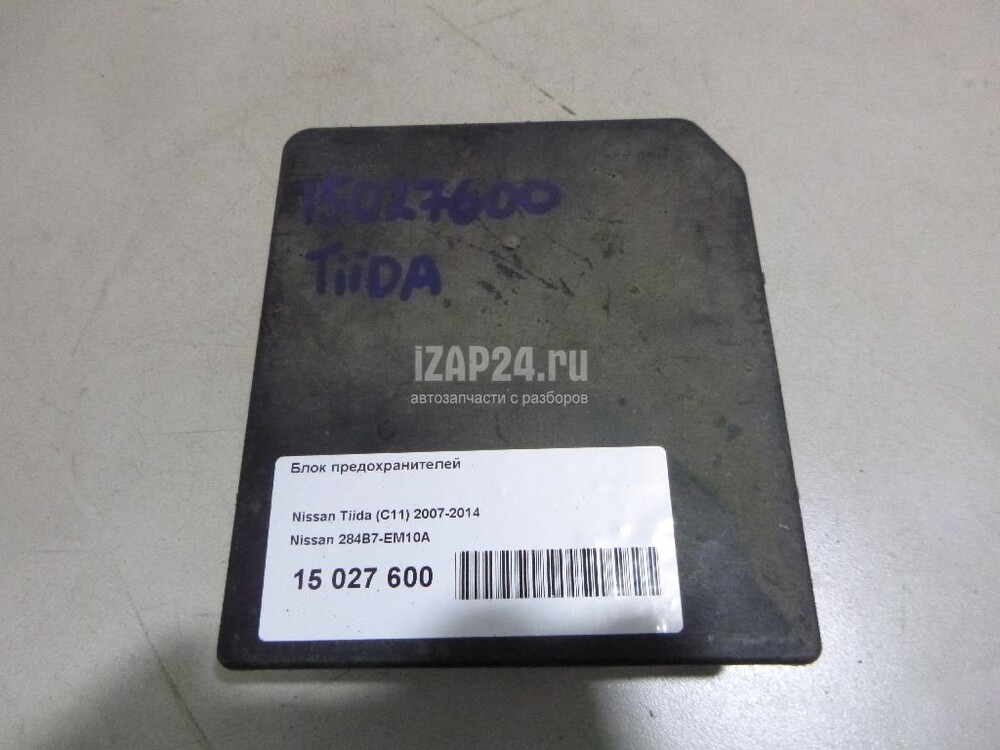 15027600
TiiDA
iZAP24.ru
автозапчасти с разборов
Блок предохранителей
Nissan Tiida (C11) 2007-2014
Nissan 284B7-EM10A
15 027 600